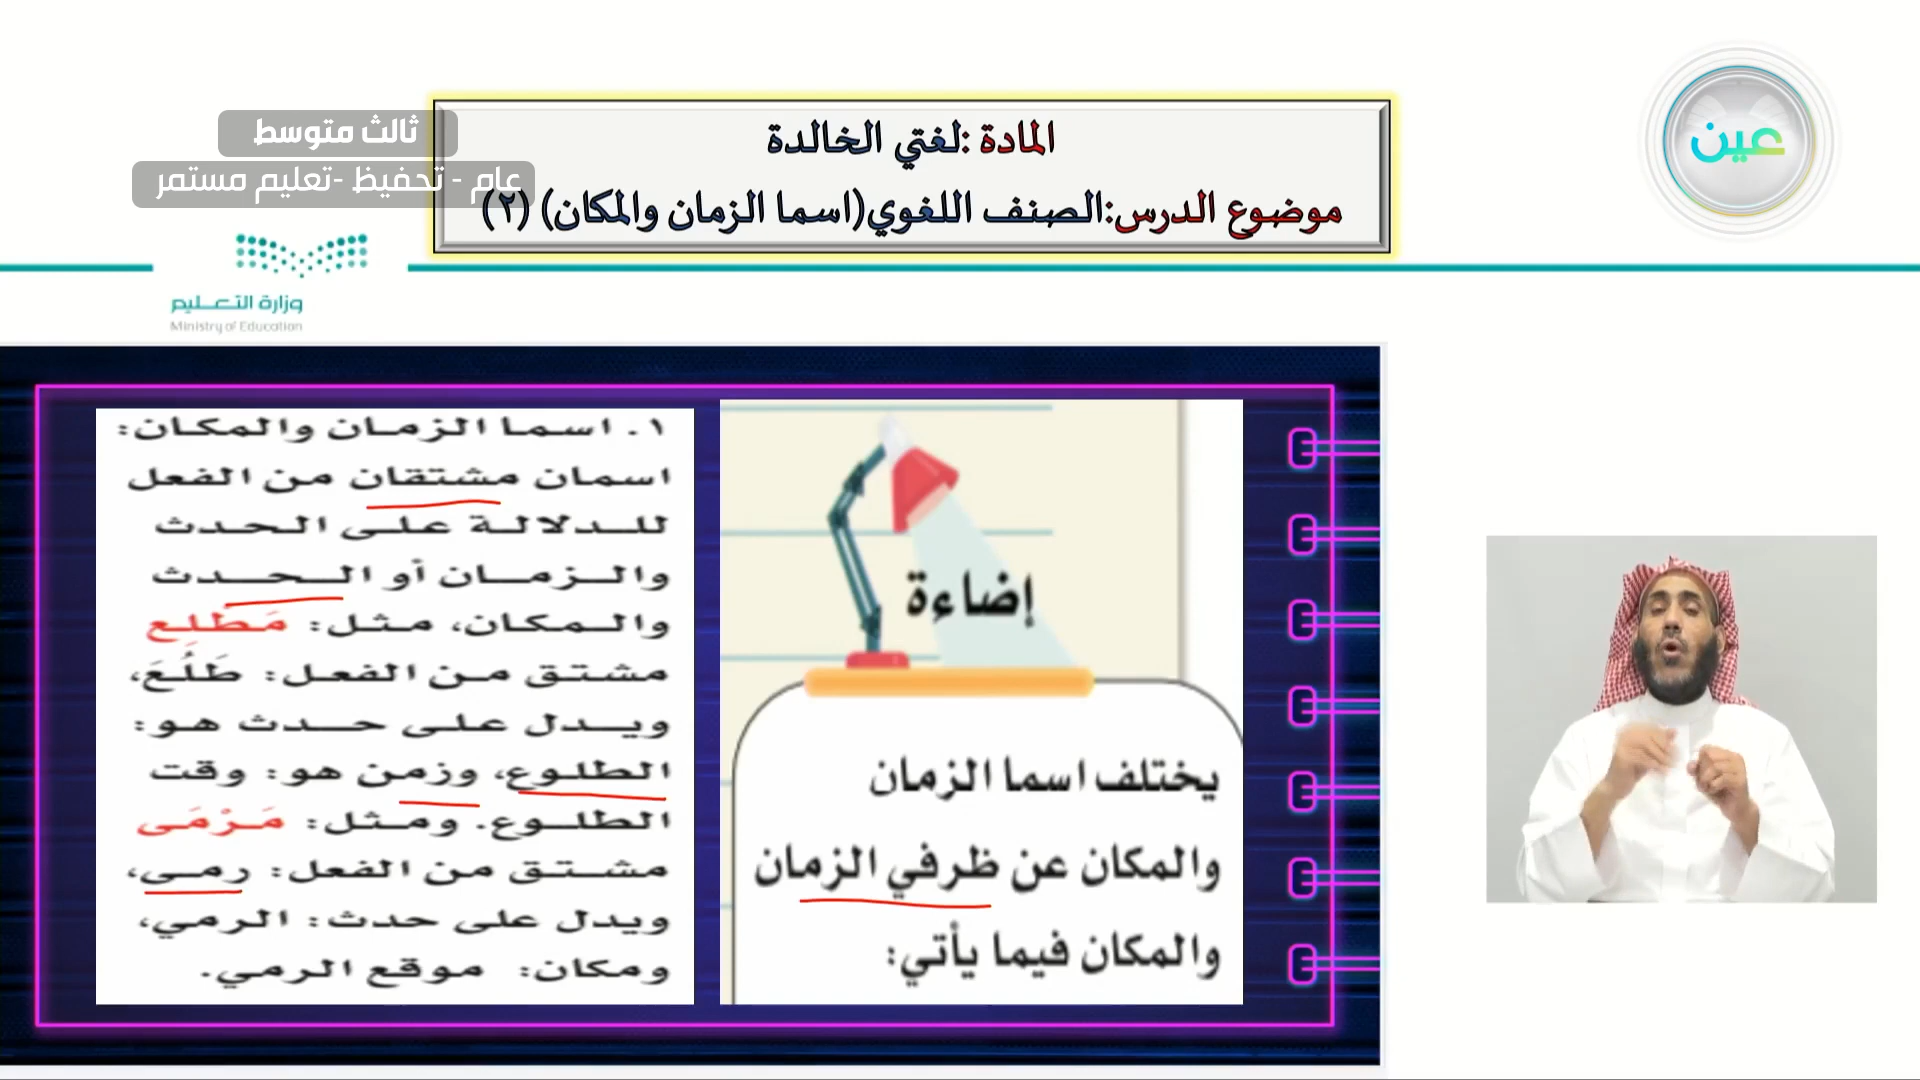 ثالث متوسط
عام - تحفيظ -تعليم مستمر
المادة :لغتي الخالدة
موضوع الدرس:الصنف اللغوي(اسما الزمان والمكان) (٢)
عين
وزارة التعـــليم
Ministry of Education
إضاءة
يختلف اسما الزمان
والمكان عن ظرفي الزمان
والمكان فيما يأتي:
١. اسما الزمان والمكان:
اسمان مشتقان من الفعل
للدلالة على الحدث
والزمان أو الحدث
والمكان، مثل: مَطلِع
مشتق من الفعل: طَلُعَ،
ويدل على حدث هو:
الطلوع، وزمن هو: وقت
الطلوع. ومثل: مَرْمَى
مشتق من الفعل: رمى،
ويدل على حدث: الرمي،
ومكان: موقع الرمي.